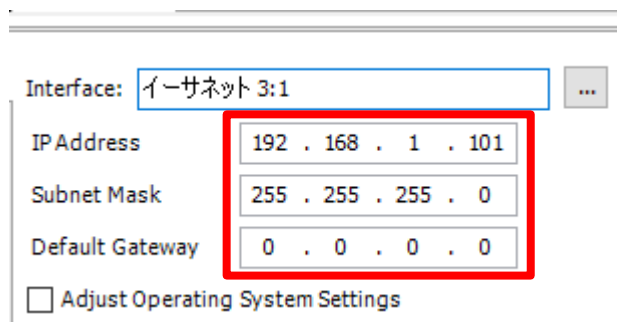 Interface: イーサネット 3:1 ...
IP Address 192 . 168 . 1 . 101
Subnet Mask 255 . 255 . 255 . 0
Default Gateway 0 . 0 . 0 . 0
Adjust Operating System Settings